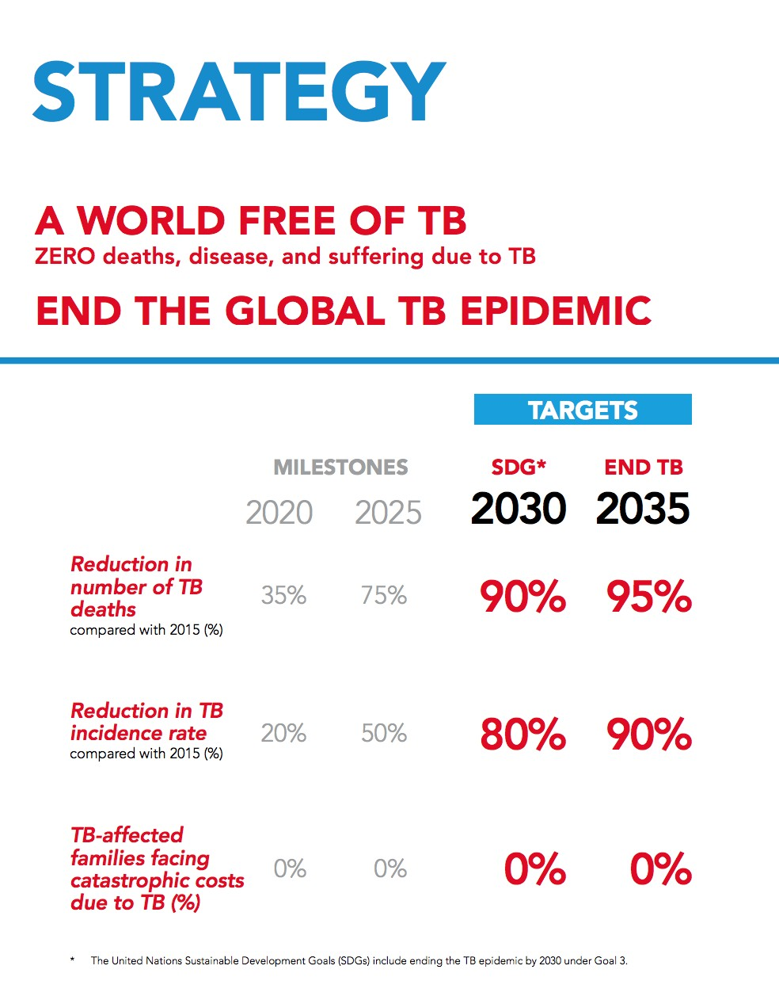 STRATEGY
A WORLD FREE OF TB
ZERO deaths, disease, and suffering due to TB
END THE GLOBAL TB EPIDEMIC
TARGETS
MILESTONES SDG* END TB
2020 2025 2030 2035
Reduction in
number of TB
deaths
compared with 2015 (%)
35% 75% 90% 95%
Reduction in TB
incidence rate
compared with 2015 (%)
20% 50% 80% 90%
TB-affected
families facing
catastrophic costs
due to TB (%)
0% 0% 0% 0%
* The United Nations Sustainable Development Goals (SDGs) include ending the TB epidemic by 2030 under Goal 3.